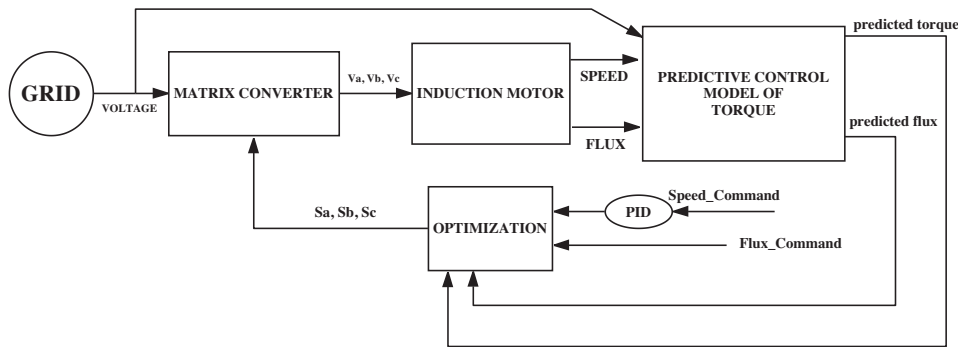 predicted torque
GRID
VOLTAGE
MATRIX CONVERTER
Va, Vb, Vc
INDUCTION MOTOR
SPEED
FLUX
PREDICTIVE CONTROL
MODEL OF
TORQUE
predicted flux
Sa, Sb, Sc
OPTIMIZATION
PID
Speed_Command
Flux_Command